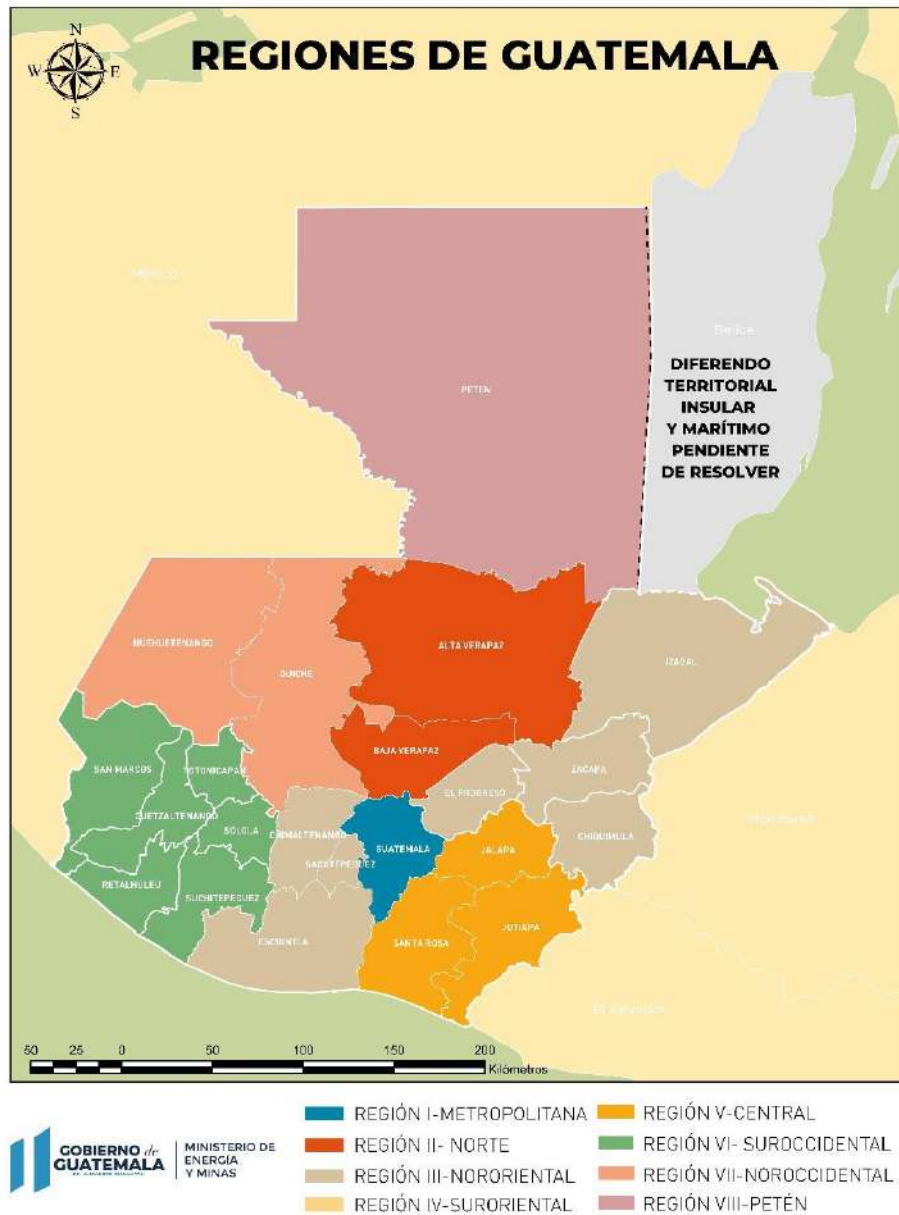 REGIONES DE GUATEMALA
N
W E
S
México
Belice
DIFERENDO
TERRITORIAL
INSULAR
Y MARÍTIMO
PENDIENTE
DE RESOLVER
PETÉN
HUEHUETENANGO
QUICHE
ALTA VERAPAZ
IZABAL
BAJA VERAPAZ
SAN MARCOS
TOTONICAPAN
ZACAPA
EL PROGRESO
QUETZALTENANGO
SOLOLA
CHIMALTENANGO
GUATEMALA
JALAPA
CHIQUIMULA
Honduras
SACATEPEQUEZ
RETALHULEU
SUCHITEPEQUEZ
ESCUINTLA
SANTA ROSA
JUTIAPA
El Salvador
50 25 0 50 100 150 200
Kilómetros
GOBIERNO de
GUATEMALA
MINISTERIO DE
ENERGÍA
Y MINAS
REGIÓN I-METROPOLITANA
REGIÓN II- NORTE
REGIÓN III-NORORIENTAL
REGIÓN IV-SURORIENTAL
REGIÓN V-CENTRAL
REGIÓN VI- SUROCCIDENTAL
REGIÓN VII-NOROCCIDENTAL
REGIÓN VIII-PETÉN